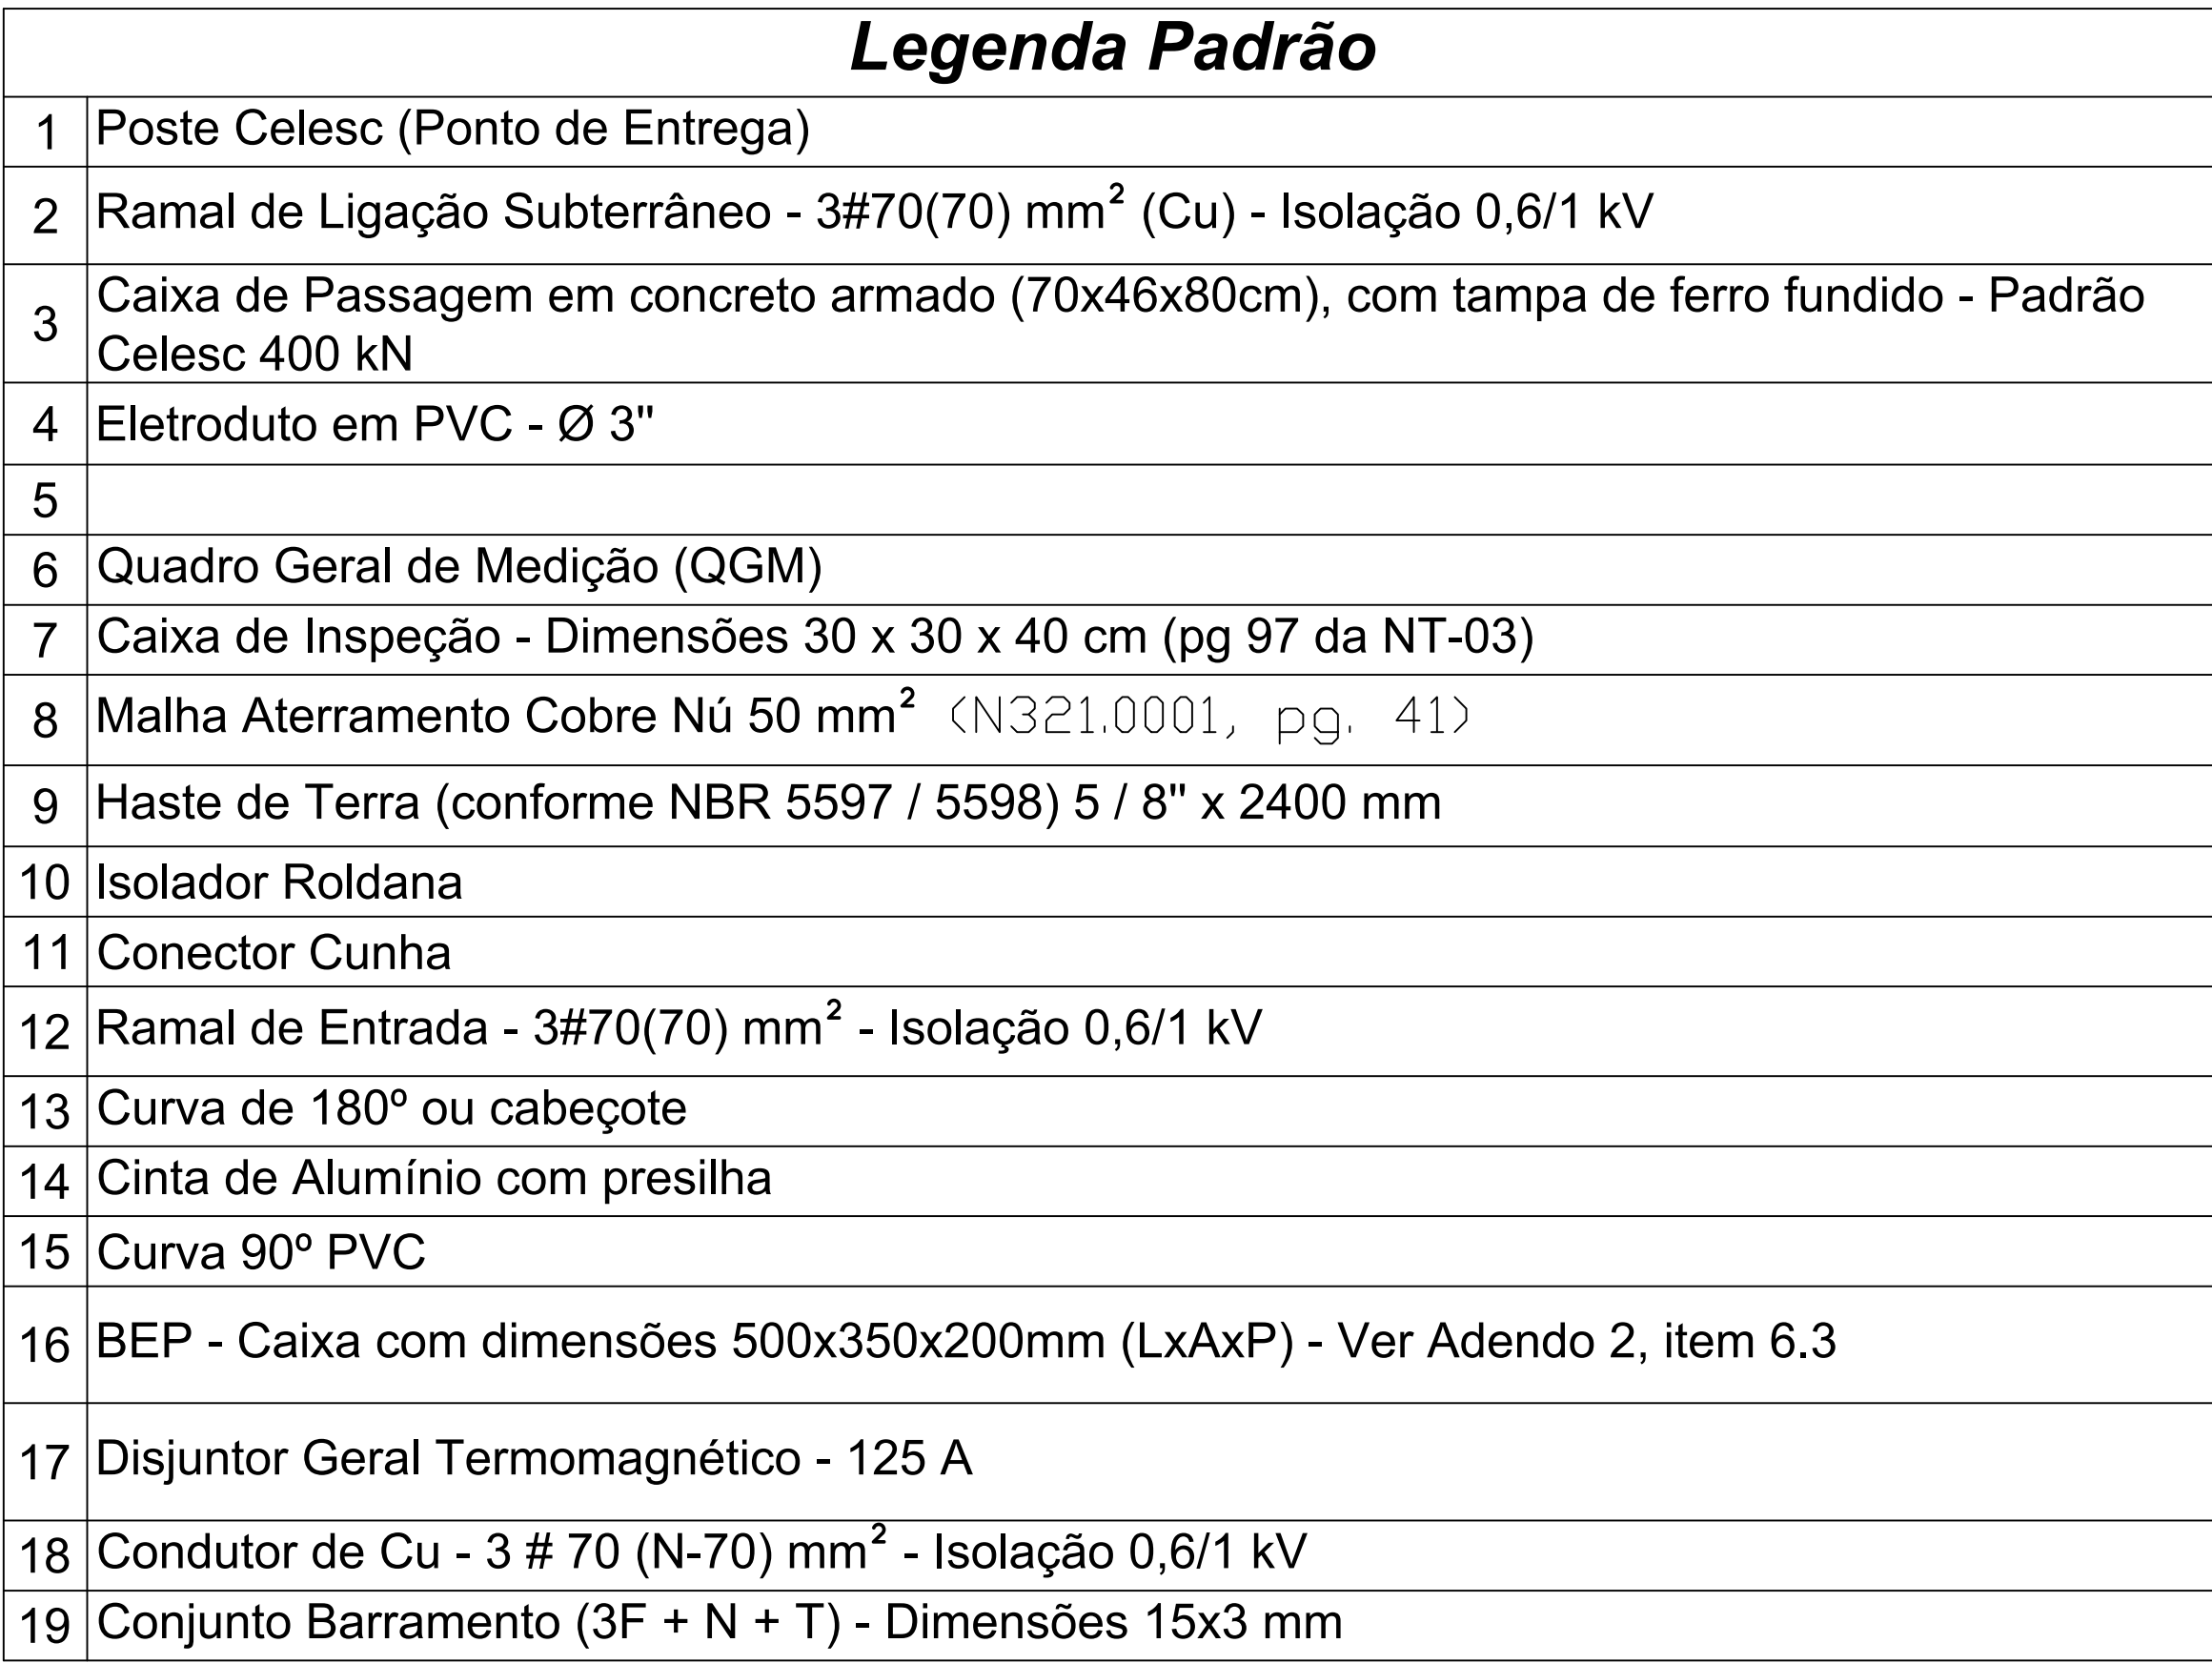 Legenda Padrão
1 Poste Celesc (Ponto de Entrega)
2 Ramal de Ligação Subterrâneo - 3#70(70) mm² (Cu) - Isolação 0,6/1 kV
3 Caixa de Passagem em concreto armado (70x46x80cm), com tampa de ferro fundido - Padrão
Celesc 400 kN
4 Eletroduto em PVC - Ø 3"
5
6 Quadro Geral de Medição (QGM)
7 Caixa de Inspeção - Dimensões 30 x 30 x 40 cm (pg 97 da NT-03)
8 Malha Aterramento Cobre Nú 50 mm² (N321.0001, pg. 41)
9 Haste de Terra (conforme NBR 5597 / 5598) 5 / 8" x 2400 mm
10 Isolador Roldana
11 Conector Cunha
12 Ramal de Entrada - 3#70(70) mm² - Isolação 0,6/1 kV
13 Curva de 180º ou cabeçote
14 Cinta de Alumínio com presilha
15 Curva 90º PVC
16 BEP - Caixa com dimensões 500x350x200mm (LxAxP) - Ver Adendo 2, item 6.3
17 Disjuntor Geral Termomagnético - 125 A
18 Condutor de Cu - 3 # 70 (N-70) mm² - Isolação 0,6/1 kV
19 Conjunto Barramento (3F + N + T) - Dimensões 15x3 mm